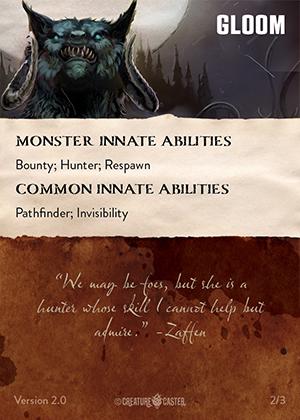 GLOOM
MONSTER INNATE ABILITIES
Bounty; Hunter; Respawn
COMMON INNATE ABILITIES
Pathfinder; Invisibility
"We may be foes, but she is a
hunter whose skill I cannot help but
admire." -Zaffen
Version 2.0
© CREATURE CASTER
2/3